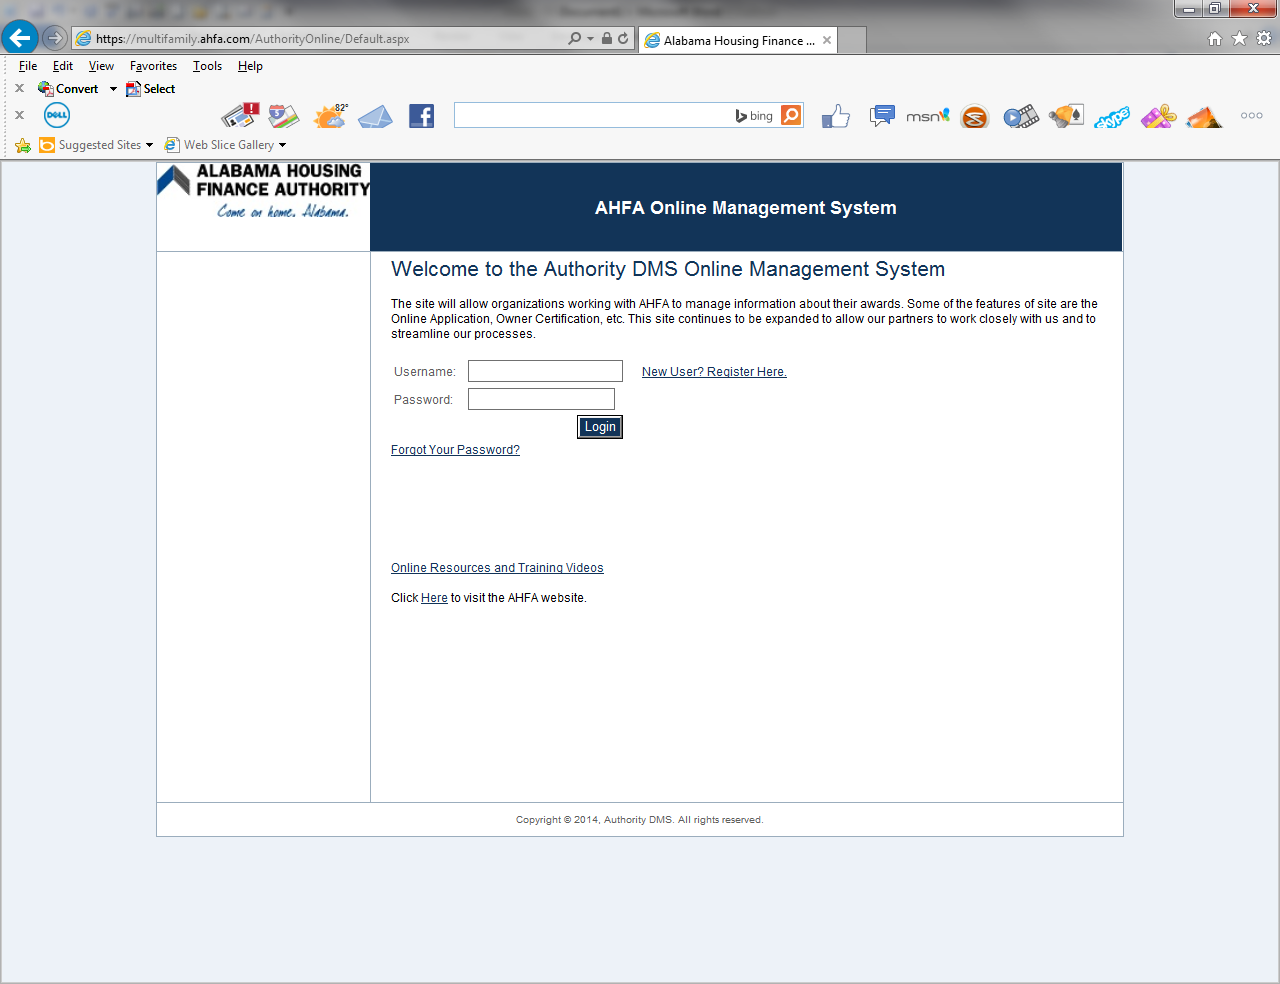 https://multifamily.ahfa.com/AuthorityOnline/Default.aspx
Alabama Housing Finance ...
File Edit View Favorites Tools Help
Convert Select
DELL 82° bing msn skype
Suggested Sites Web Slice Gallery
ALABAMA HOUSING
FINANCE AUTHORITY
Come on home. Alabama.
AHFA Online Management System
Welcome to the Authority DMS Online Management System
The site will allow organizations working with AHFA to manage information about their awards. Some of the features of site are the
Online Application, Owner Certification, etc. This site continues to be expanded to allow our partners to work closely with us and to
streamline our processes.
Username: New User? Register Here.
Password:
Login
Forgot Your Password?
Online Resources and Training Videos
Click Here to visit the AHFA website.
Copyright © 2014, Authority DMS. All rights reserved.